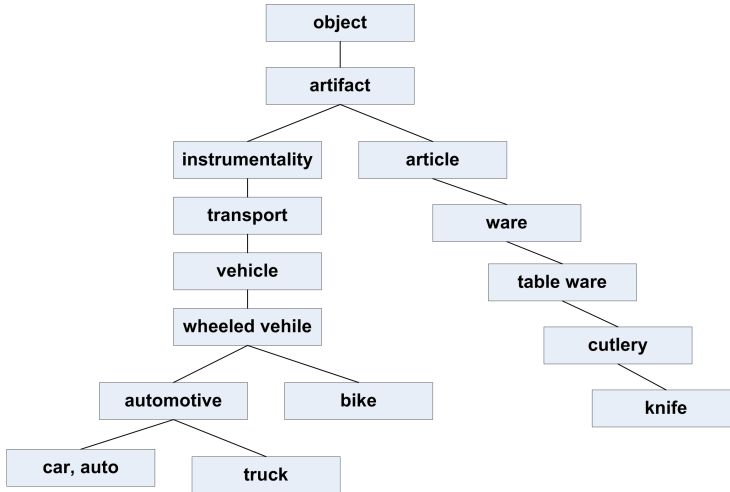 object
artifact
instrumentality
article
transport
ware
vehicle
table ware
wheeled vehile
cutlery
automotive
bike
knife
car, auto
truck